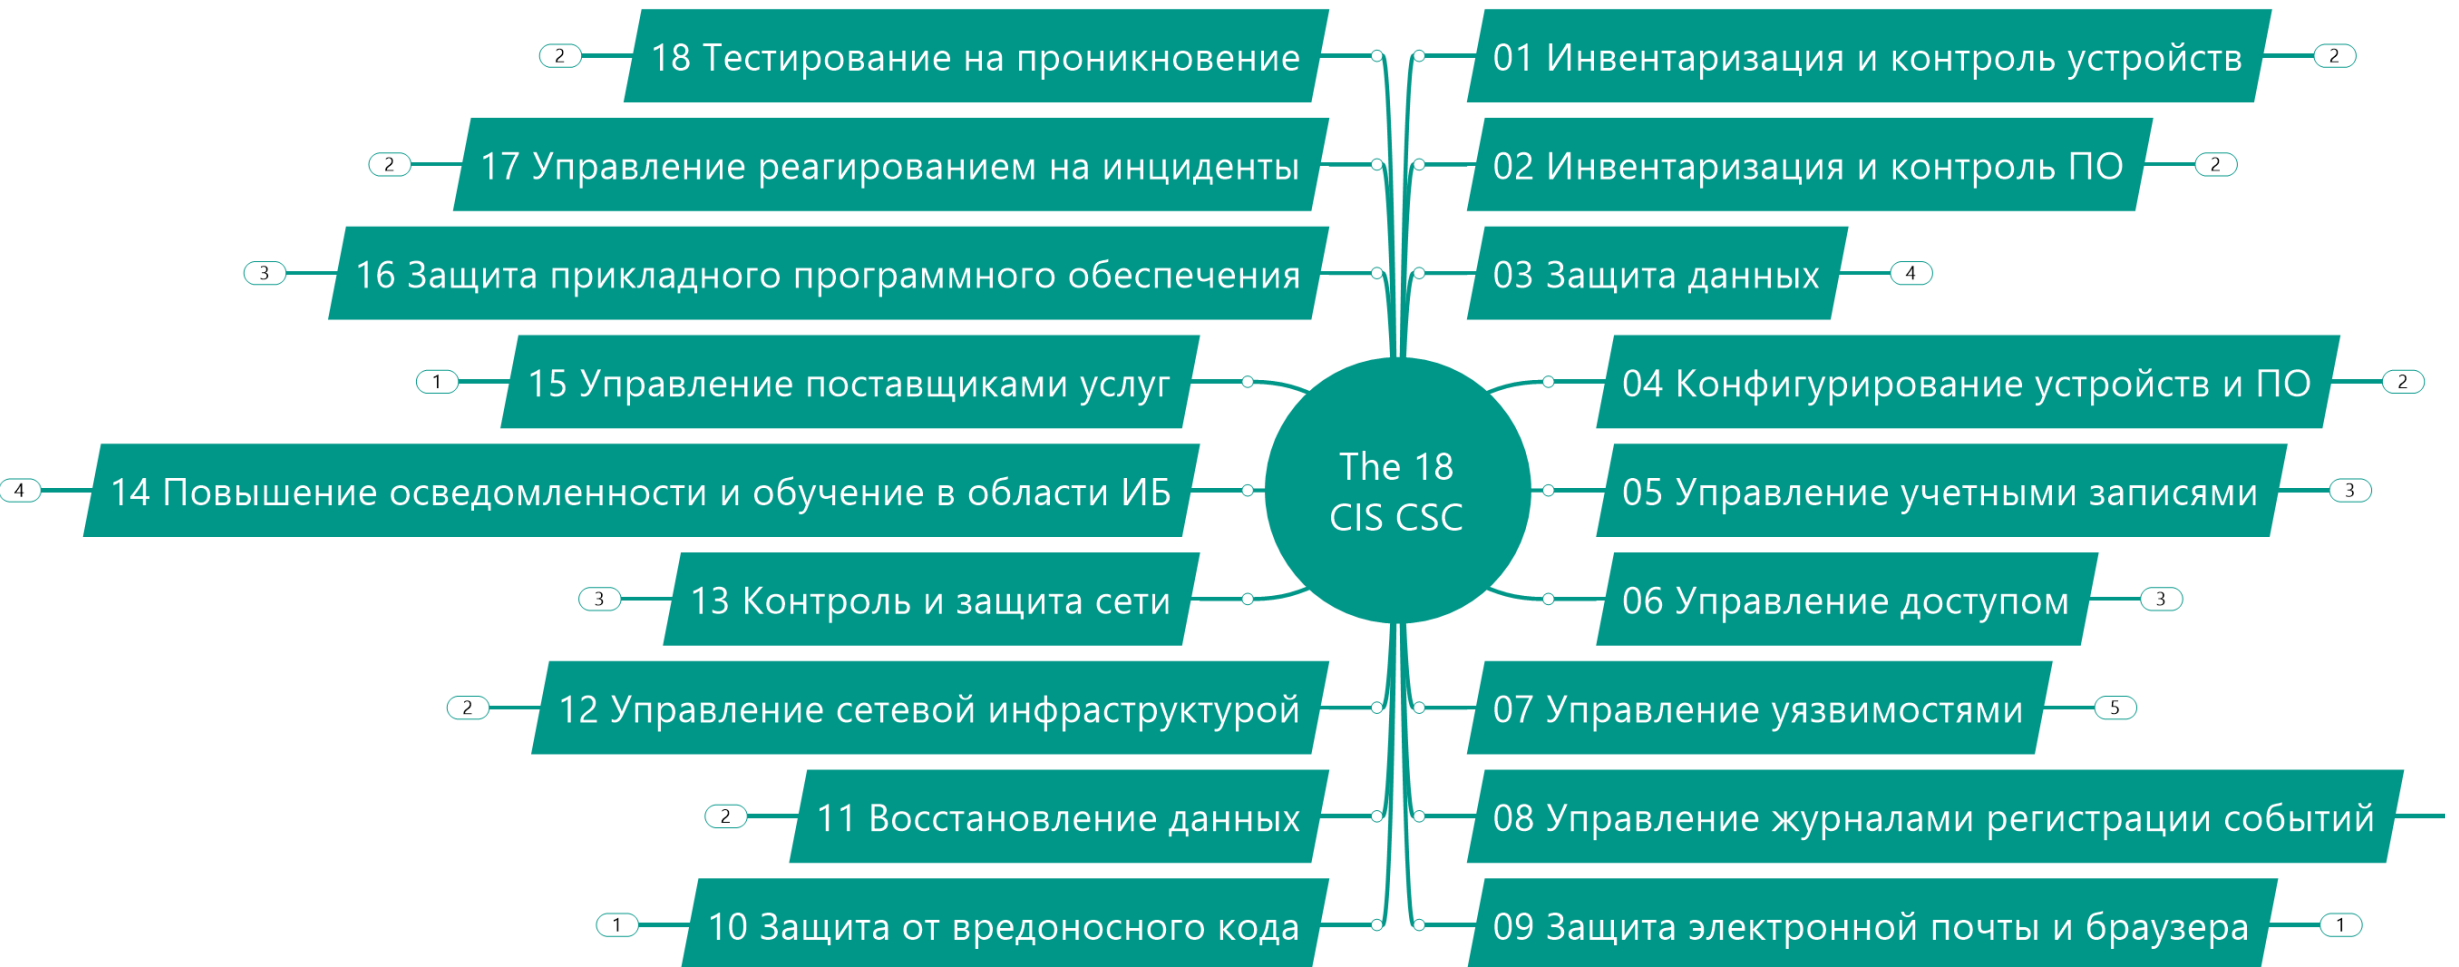 The 18
CIS CSC
01 Инвентаризация и контроль устройств
2
02 Инвентаризация и контроль ПО
2
03 Защита данных
4
04 Конфигурирование устройств и ПО
2
05 Управление учетными записями
3
06 Управление доступом
3
07 Управление уязвимостями
5
08 Управление журналами регистрации событий
09 Защита электронной почты и браузера
1
10 Защита от вредоносного кода
1
11 Восстановление данных
2
12 Управление сетевой инфраструктурой
2
13 Контроль и защита сети
3
14 Повышение осведомленности и обучение в области ИБ
4
15 Управление поставщиками услуг
1
16 Защита прикладного программного обеспечения
3
17 Управление реагированием на инциденты
2
18 Тестирование на проникновение
2